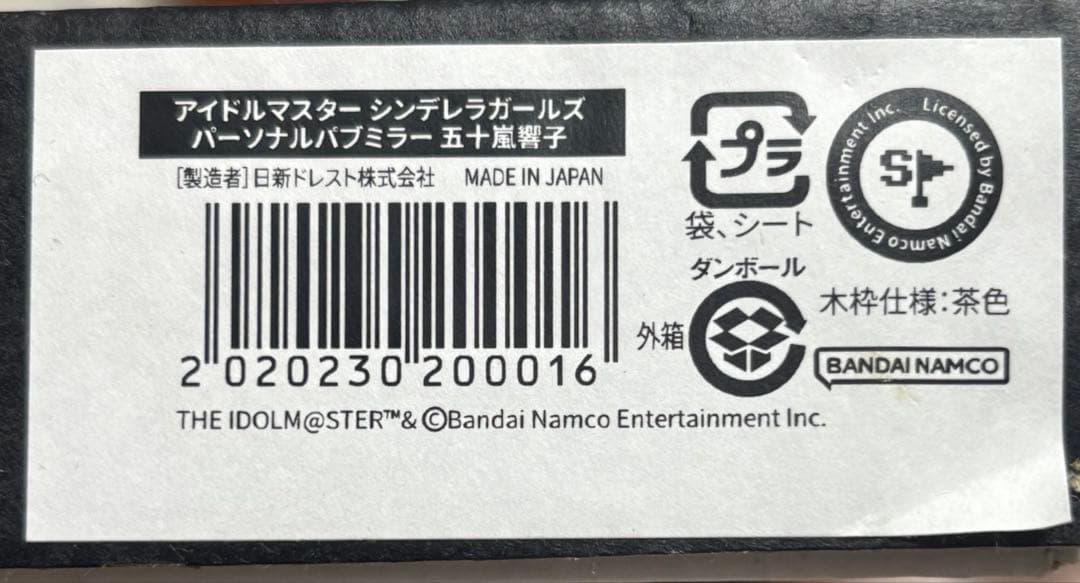 アイドルマスター シンデレラガールズ
パーソナルパブミラー 五十嵐響子
[製造者]日新ドレスト株式会社 MADE IN JAPAN
2 020230 200016
THE IDOLM@STER™& ©Bandai Namco Entertainment Inc.
プラ
袋、シート
ダンボール
外箱
Licensed by Bandai Namco Entertainment Inc.
S
木枠仕様:茶色
BANDAI NAMCO